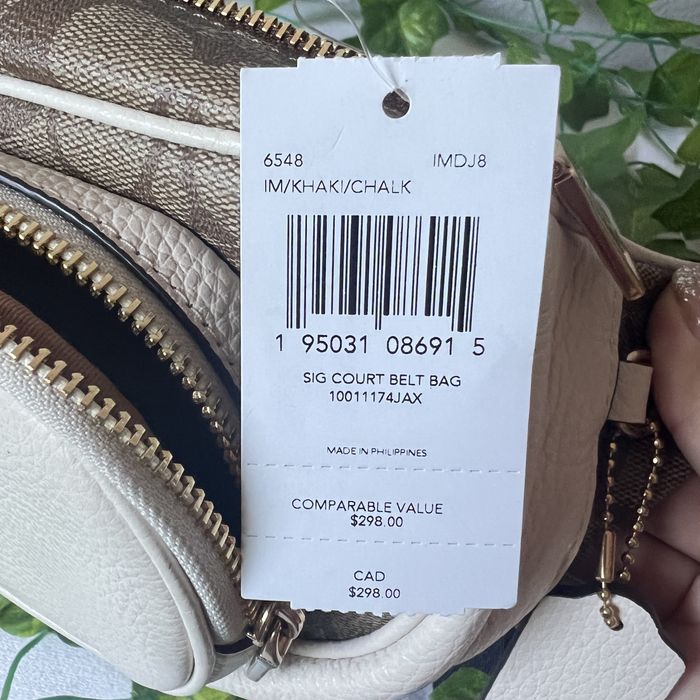 6548 IMDJ8
IM/KHAKI/CHALK
1 95031 08691 5
SIG COURT BELT BAG
10011174JAX
MADE IN PHILIPPINES
COMPARABLE VALUE
$298.00
CAD
$298.00